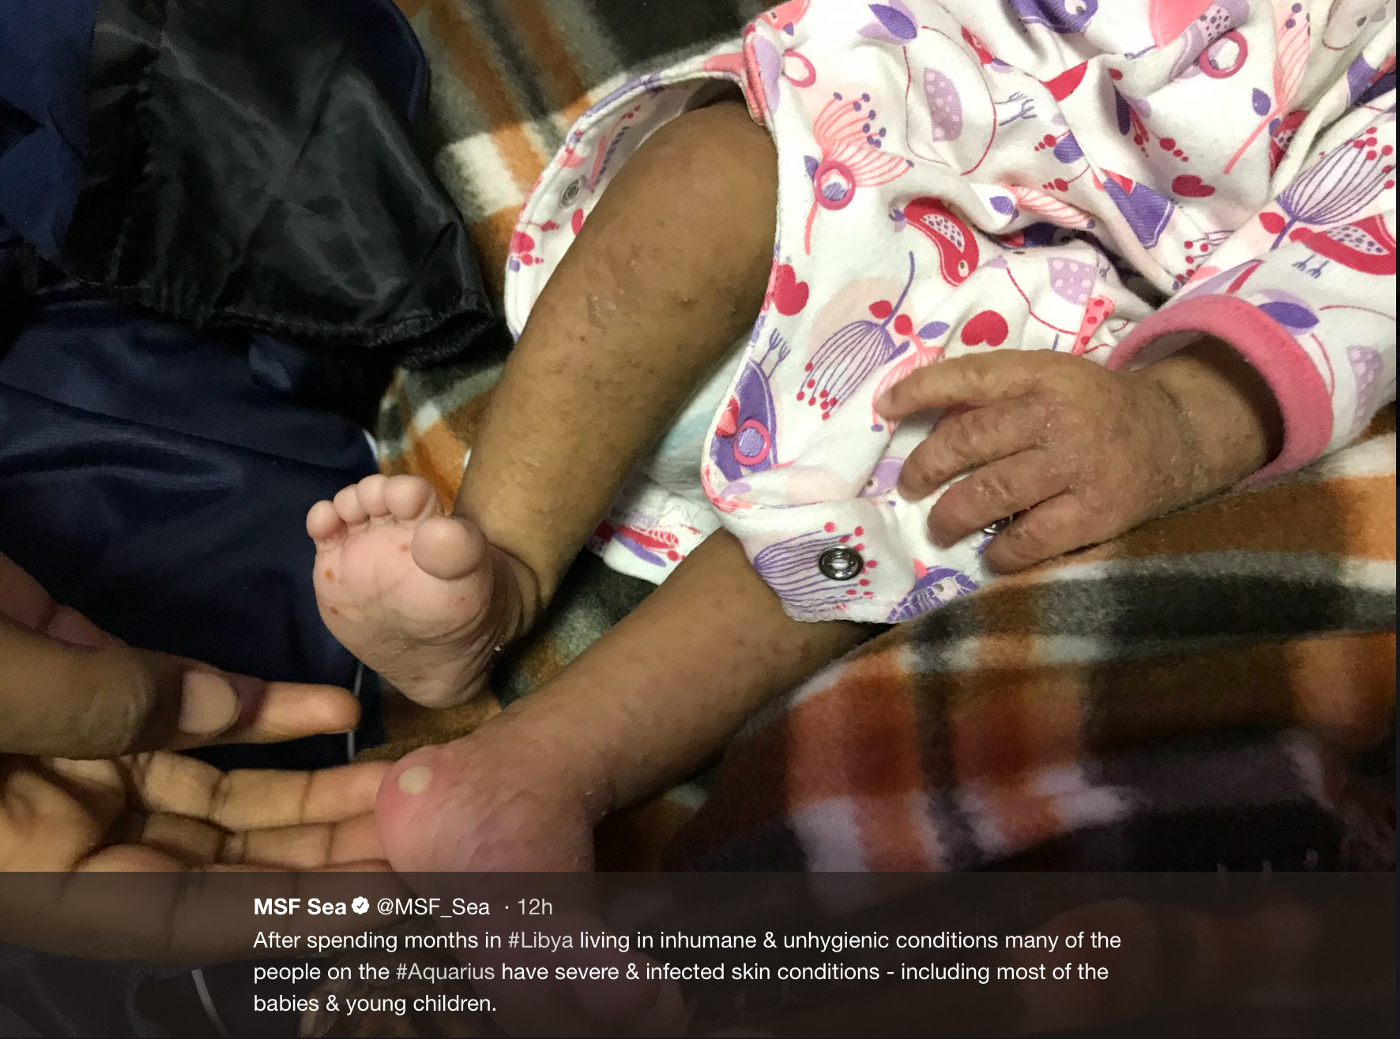 MSF Sea @MSF_Sea · 12h
After spending months in #Libya living in inhumane & unhygienic conditions many of the
people on the #Aquarius have severe & infected skin conditions - including most of the
babies & young children.